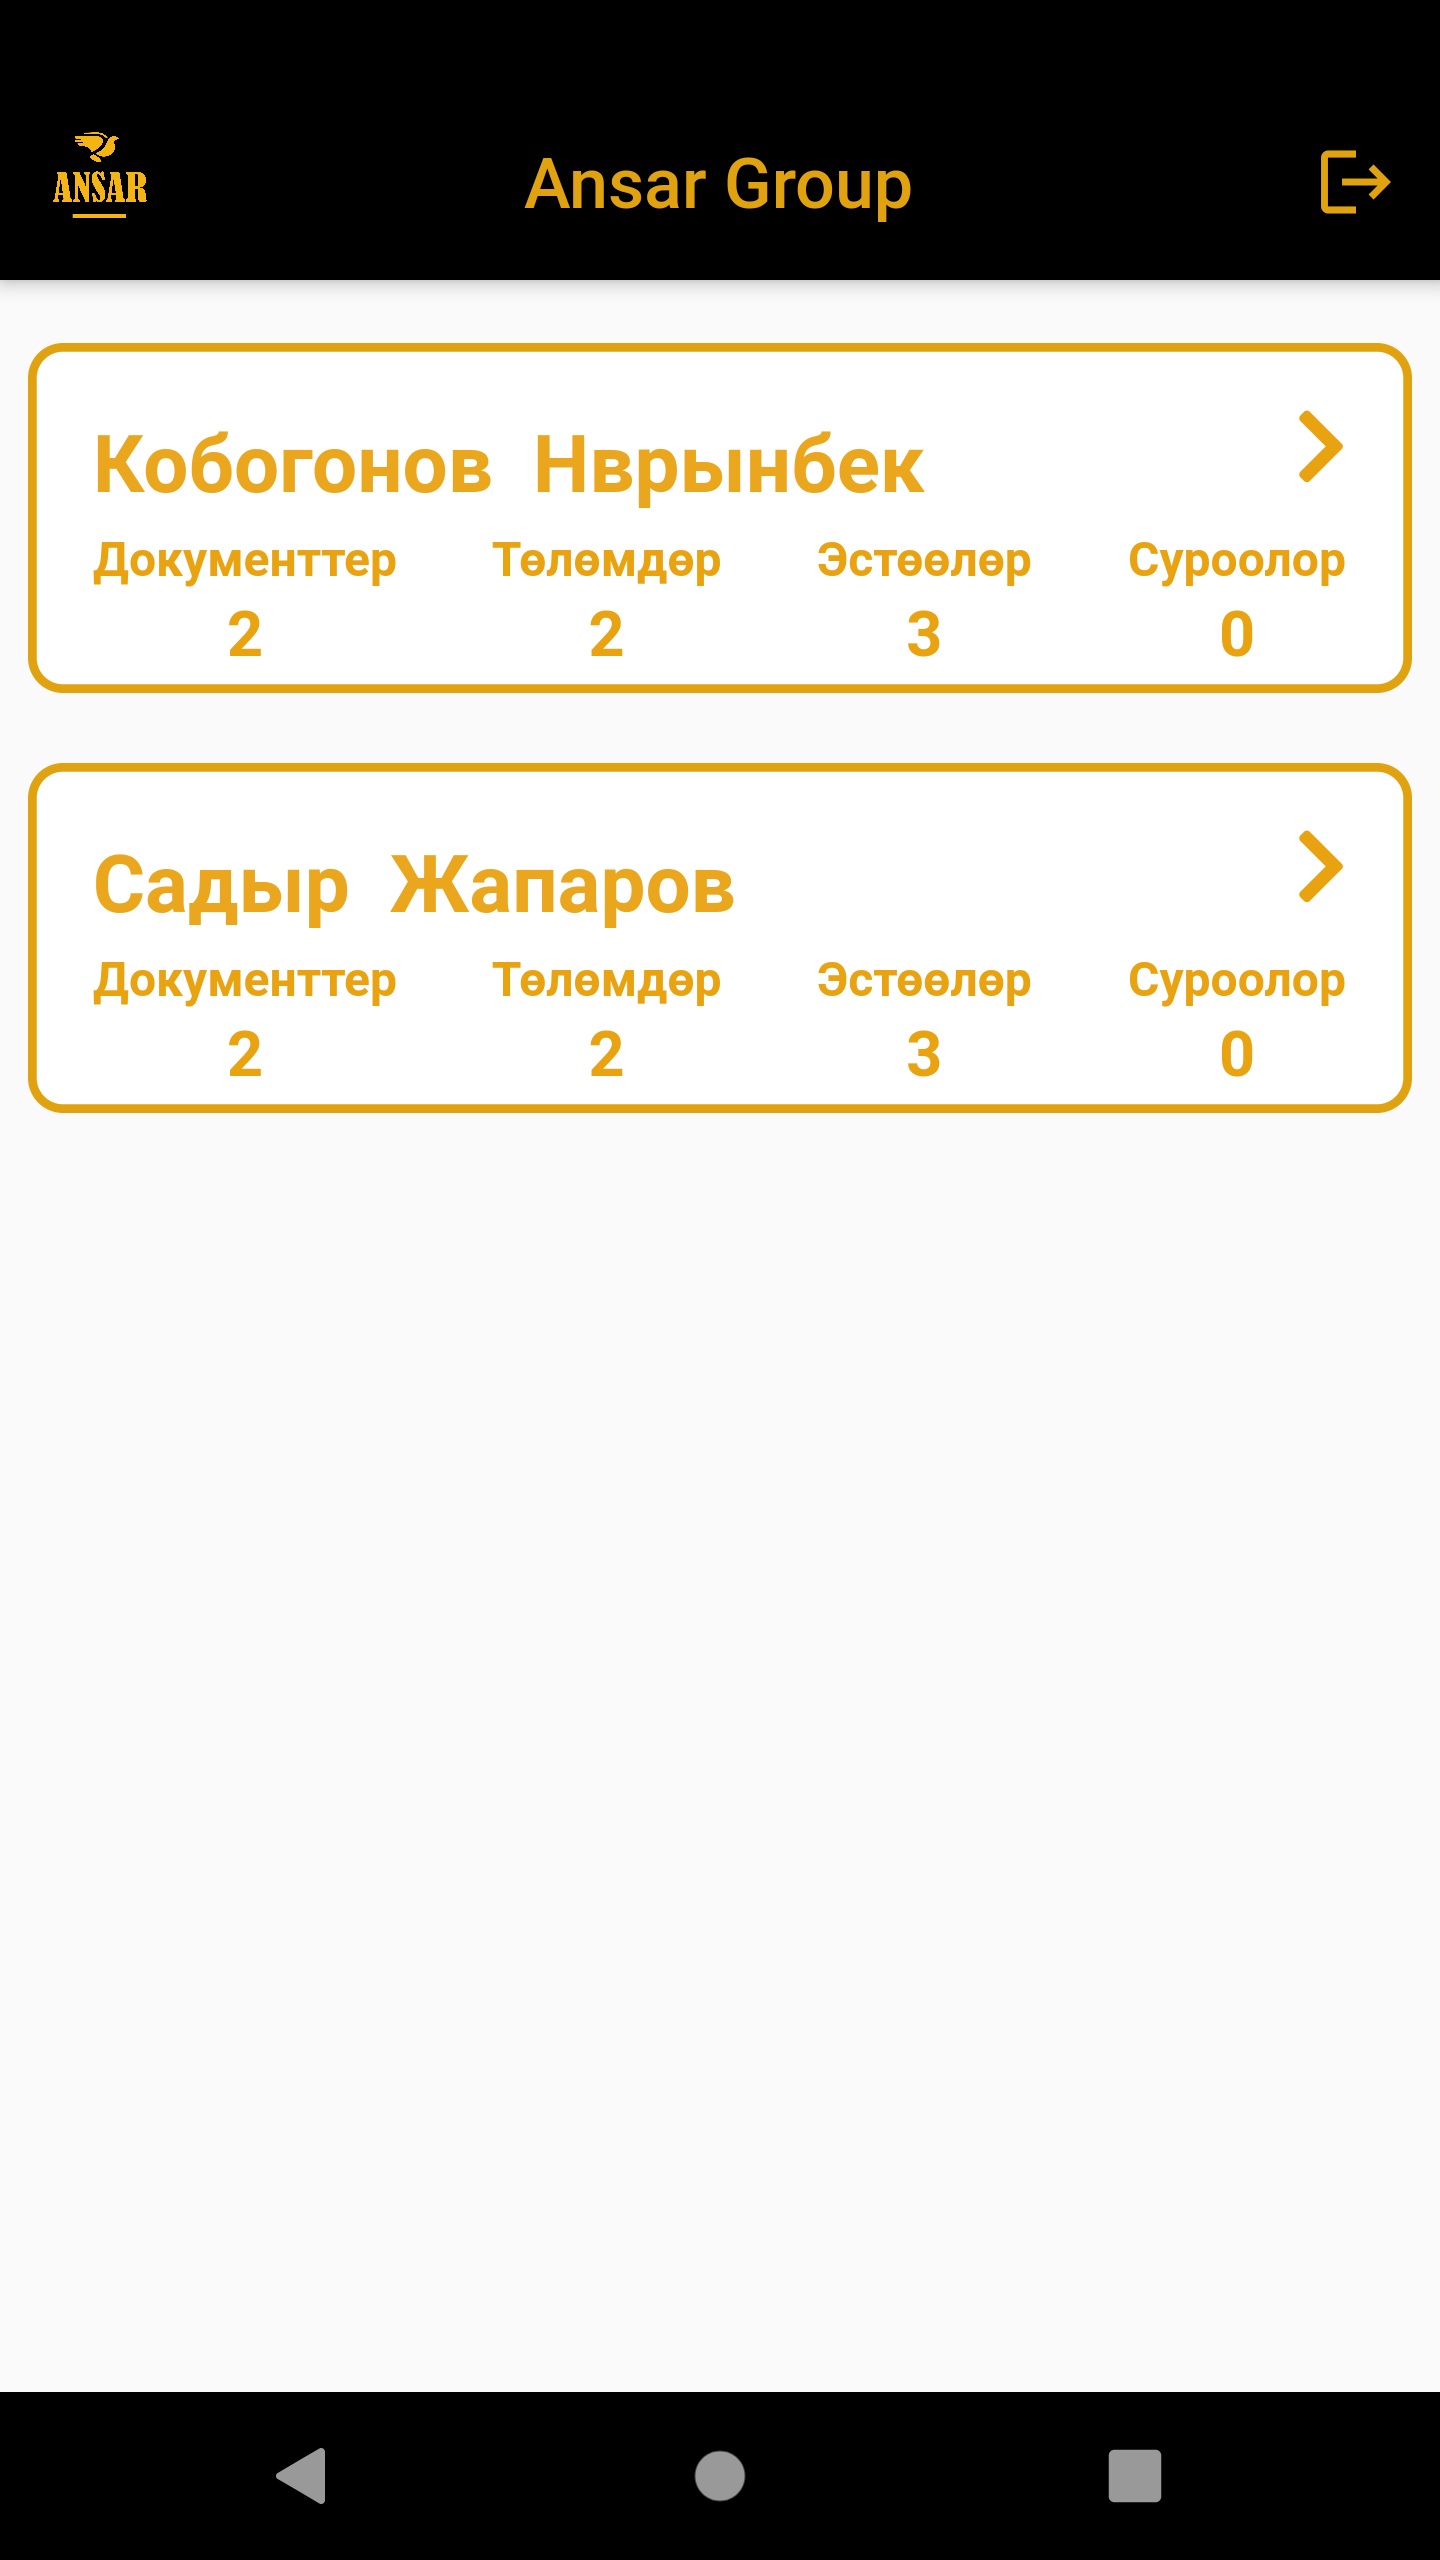 ANSAR
Ansar Group
Кобогонов Нврынбек
Документтер Төлөмдөр Эстөөлөр Суроолор
2 2 3 0
Садыр Жапаров
Документтер Төлөмдөр Эстөөлөр Суроолор
2 2 3 0